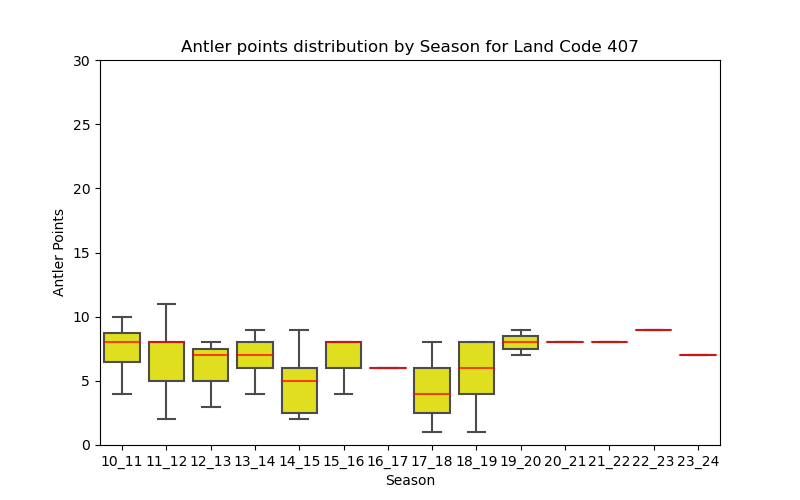 Antler points distribution by Season for Land Code 407
30
25
20
15
10
5
0
Antler Points
10_11 11_12 12_13 13_14 14_15 15_16 16_17 17_18 18_19 19_20 20_21 21_22 22_23 23_24
Season